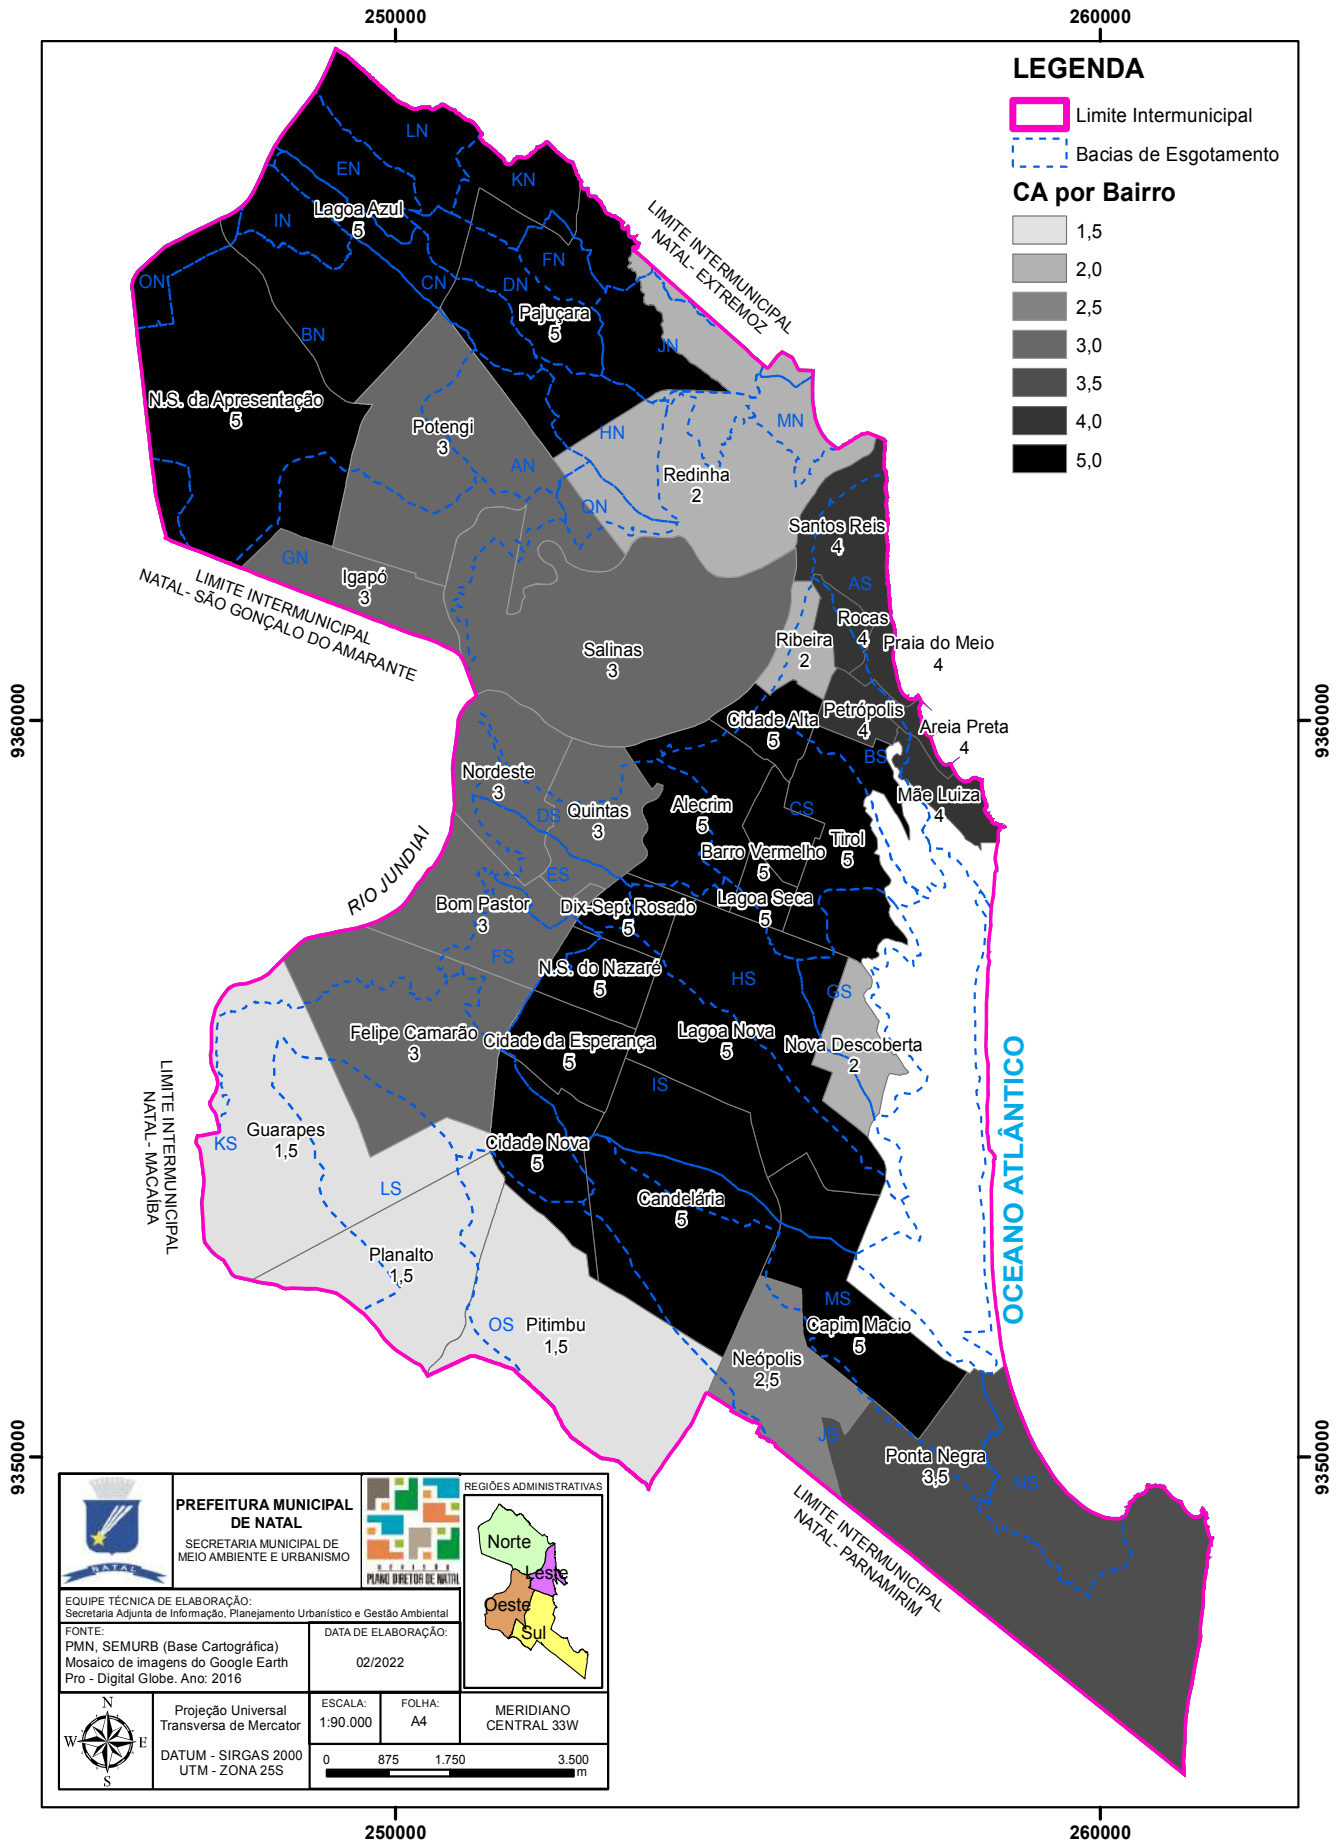 250000
260000
LEGENDA
Limite Intermunicipal
Bacias de Esgotamento
CA por Bairro
1,5
2,0
2,5
3,0
3,5
4,0
5,0
LN
EN
KN
IN
Lagoa Azul
5
LIMITE INTERMUNICIPAL
NATAL- EXTREMOZ
ON
CN
DN
FN
BN
Pajuçara
5
JN
N.S. da Apresentação
5
Potengi
3
HN
MN
AN
Redinha
2
QN
Santos Reis
4
GN
Igapó
3
AS
LIMITE INTERMUNICIPAL
NATAL- SÃO GONÇALO DO AMARANTE
Rocas
4
Ribeira
2
Praia do Meio
4
Salinas
3
9360000
9360000
Petrópolis
4
Cidade Alta
5
Areia Preta
4
BS
Nordeste
3
Mãe Luiza
4
DS
Quintas
3
Alecrim
5
CS
Tirol
5
Barro Vermelho
5
RIO JUNDIAI
ES
Bom Pastor
3
Dix-Sept Rosado
5
Lagoa Seca
5
FS
N.S. do Nazaré
5
HS
GS
Felipe Camarão
3
Cidade da Esperança
5
Lagoa Nova
5
Nova Descoberta
2
IS
OCEANO ATLÂNTICO
LIMITE INTERMUNICIPAL
NATAL- MACAÍBA
KS
Guarapes
1,5
Cidade Nova
5
LS
Candelária
5
Planalto
1,5
MS
OS
Pitimbu
1,5
Capim Macio
5
Neópolis
2,5
JS
Ponta Negra
3,5
NS
9350000
9350000
LIMITE INTERMUNICIPAL
NATAL- PARNAMIRIM
NATAL
PREFEITURA MUNICIPAL
DE NATAL
SECRETARIA MUNICIPAL DE
MEIO AMBIENTE E URBANISMO
REVISÃO
PLANO DIRETOR DE NATAL
REGIÕES ADMINISTRATIVAS
Norte
Leste
Oeste
Sul
EQUIPE TÉCNICA DE ELABORAÇÃO:
Secretaria Adjunta de Informação, Planejamento Urbanístico e Gestão Ambiental
FONTE:
PMN, SEMURB (Base Cartográfica)
Mosaico de imagens do Google Earth
Pro - Digital Globe. Ano: 2016
DATA DE ELABORAÇÃO:
02/2022
N
W
E
S
Projeção Universal
Transversa de Mercator
DATUM - SIRGAS 2000
UTM - ZONA 25S
ESCALA:
1:90.000
FOLHA:
A4
MERIDIANO
CENTRAL 33W
0 875 1.750 3.500
m
250000
260000